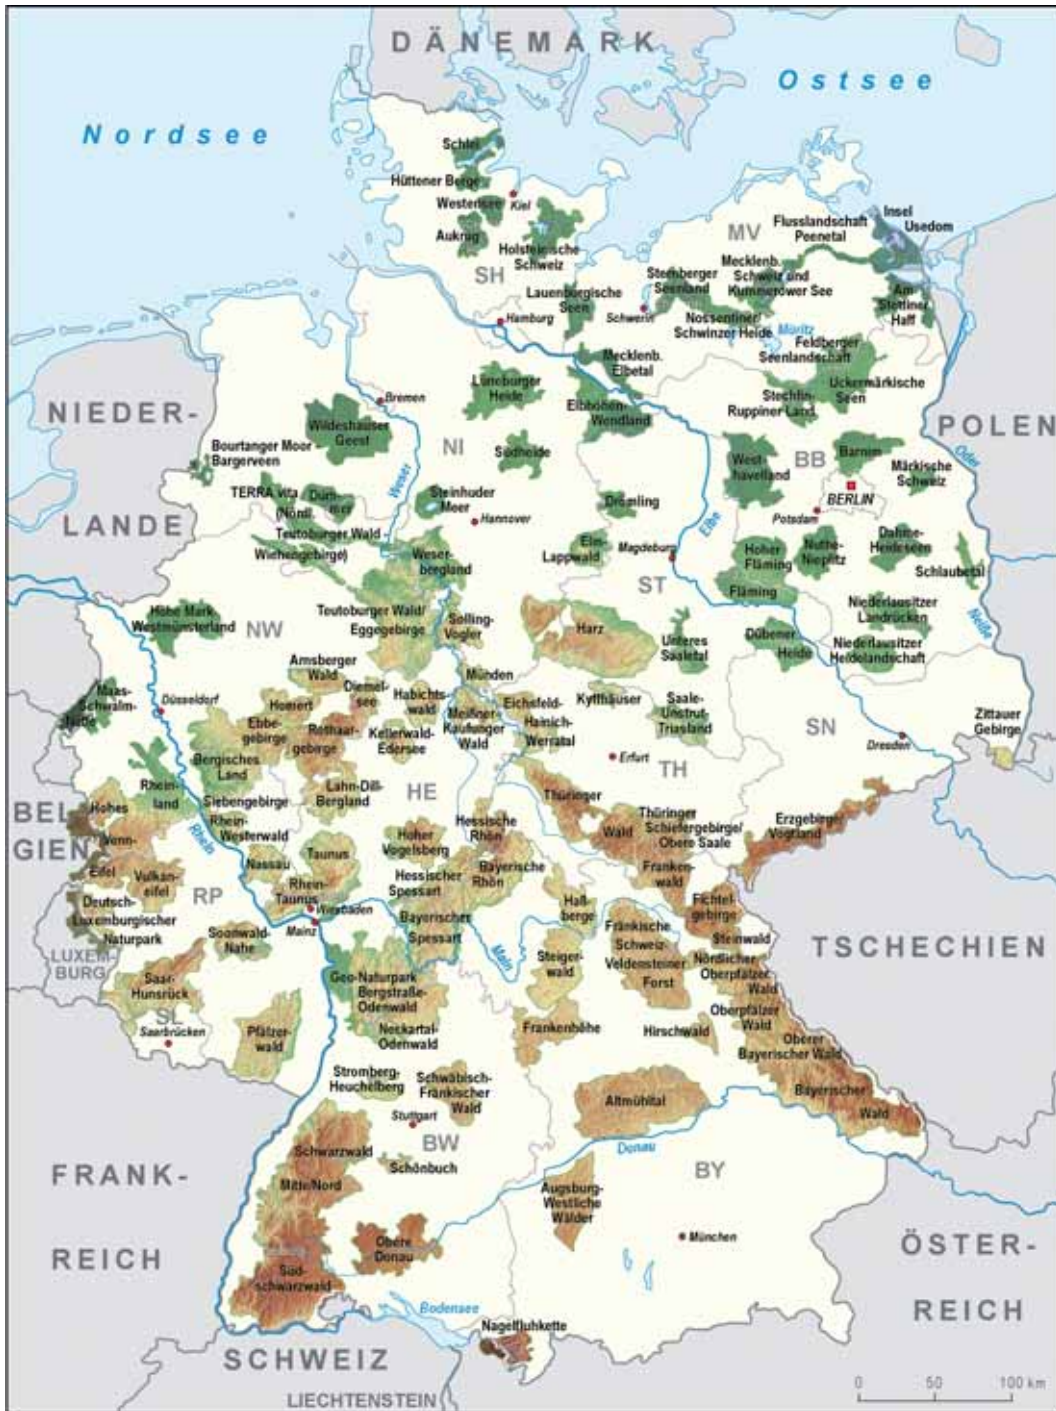 DÄNEMARK
Ostsee
Nordsee
Schlei
Hüttener Berge
Westensee
Kiel
Aukrug
Holsteinische
Schweiz
SH
Lauenburgische
Seen
Hamburg
MV
Flusslandschaft
Peenetal
Insel
Usedom
Mecklenb.
Schweiz und
Kummerower See
Sternberger
Seenland
Schwerin
Nossentiner/
Schwinzer Heide
Müritz
Am
Stettiner
Haff
Feldberger
Seenlandschaft
Mecklenb.
Elbetal
Uckermärkische
Seen
Stechlin-
Ruppiner Land
Lüneburger
Heide
Elbhöhen-
Wendland
Bremen
NIEDER-
LANDE
Wildeshauser
Geest
Bourtanger Moor -
Bargerveen
NI
Südheide
Weser
POLEN
Oder
BB
West-
havelland
Barnim
Märkische
Schweiz
BERLIN
Potsdam
TERRA vita
(Nördl.
Teutoburger Wald
Wiehengebirge)
Düm-
mer
Steinhuder
Meer
Hannover
Drömling
Elbe
Elm-
Lappwald
Magdeburg
ST
Hoher
Fläming
Fläming
Nuthe-
Nieplitz
Dahme-
Heideseen
Schlaubetal
Weser-
bergland
Niederlausitzer
Landrücken
Neiße
Niederlausitzer
Heidelandschaft
Dübener
Heide
Unteres
Saaletal
Harz
Teutoburger Wald/
Eggegebirge
Solling-
Vogler
Hohe Mark
Westmünsterland
NW
Arnsberger
Wald
Münden
Maas-
Schwalm-
Nette
Düsseldorf
Homert
Diemel-
see
Habichts-
wald
Meißner-
Kaufunger
Wald
Eichsfeld-
Hainich-
Werratal
Kyffhäuser
Saale-
Unstrut-
Triasland
SN
Dresden
Zittauer
Gebirge
Ebbe-
gebirge
Rothaar-
gebirge
Kellerwald-
Edersee
Bergisches
Land
Erfurt
TH
BEL
GIEN
Rhein-
land
Siebengebirge
Lahn-Dill-
Bergland
HE
Thüringer
Wald
Thüringer
Schiefergebirge/
Obere Saale
Erzgebirge/
Vogtland
Hohes
Venn-
Eifel
Rhein
Rhein-
Westerwald
Hoher
Vogelsberg
Hessische
Rhön
Bayerische
Rhön
Nassau
Taunus
Vulkan-
eifel
Hessischer
Spessart
Franken-
wald
Deutsch-
Luxemburgischer
Naturpark
LUXEM-
BURG
RP
Rhein-
Taunus
Wiesbaden
Mainz
Bayerischer
Spessart
Haß-
berge
Fichtel-
gebirge
Steinwald
Soonwald-
Nahe
Main
Fränkische
Schweiz-
Veldensteiner
Forst
Steiger-
wald
Nördlicher
Oberpfälzer
Wald
TSCHECHIEN
Saar-
Hunsrück
Geo-Naturpark
Bergstraße-
Odenwald
Neckartal-
Odenwald
SL
Saarbrücken
Pfälzer-
wald
Frankenhöhe
Hirschwald
Oberpfälzer
Wald
Oberer
Bayerischer Wald
Bayerischer
Wald
Stromberg-
Heuchelberg
Schwäbisch-
Fränkischer
Wald
Altmühltal
Stuttgart
BW
Schönbuch
Donau
BY
FRANK-
REICH
Schwarzwald
Mitte/Nord
Augsburg-
Westliche
Wälder
München
Obere
Donau
Süd-
schwarzwald
ÖSTER-
REICH
Bodensee
Nagelfluhkette
SCHWEIZ
LIECHTENSTEIN
0 50 100 km